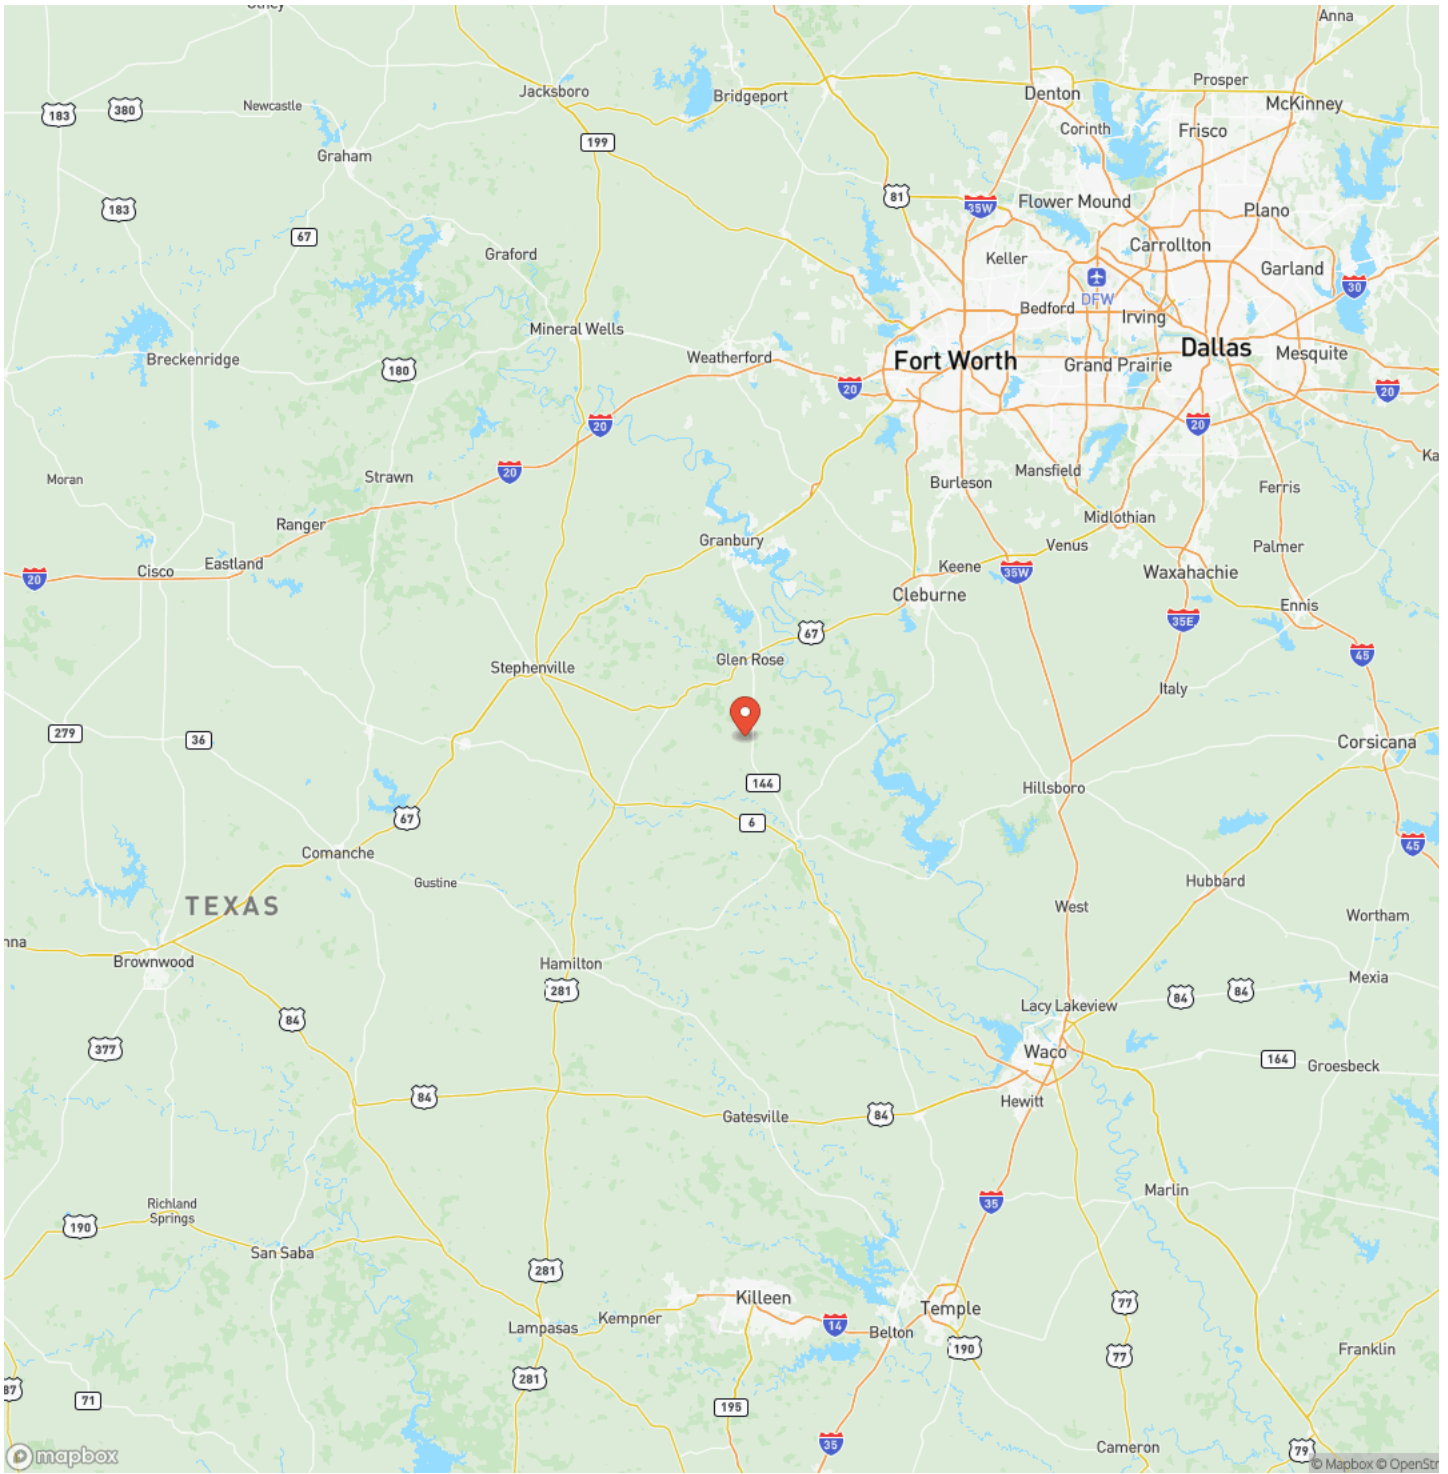 Olney
Anna
Prosper
Jacksboro
Bridgeport
Denton
McKinney
Newcastle
183
380
Corinth
Frisco
199
Graham
81
35W
Flower Mound
183
Plano
67
Carrollton
Graford
Keller
Garland
DFW
30
Bedford
Irving
Mineral Wells
Dallas
Breckenridge
Weatherford
Fort Worth
Mesquite
180
Grand Prairie
20
20
20
20
Ka
Strawn
20
Mansfield
Moran
Burleson
Ferris
Ranger
Midlothian
Granbury
Venus
Palmer
Eastland
Cisco
Keene
35W
Waxahachie
20
Cleburne
Ennis
35E
67
45
Glen Rose
Stephenville
Italy
279
36
Corsicana
144
Hillsboro
67
6
45
Comanche
Gustine
Hubbard
TEXAS
West
Wortham
nna
Brownwood
Hamilton
Mexia
281
84
84
Lacy Lakeview
84
377
Waco
164
Groesbeck
84
Hewitt
Gatesville
84
Marlin
Richland
Springs
35
190
San Saba
281
Killeen
77
Temple
Kempner
14
Lampasas
Belton
190
Franklin
77
281
87
71
195
35
Cameron
79
mapbox
© Mapbox © OpenStr